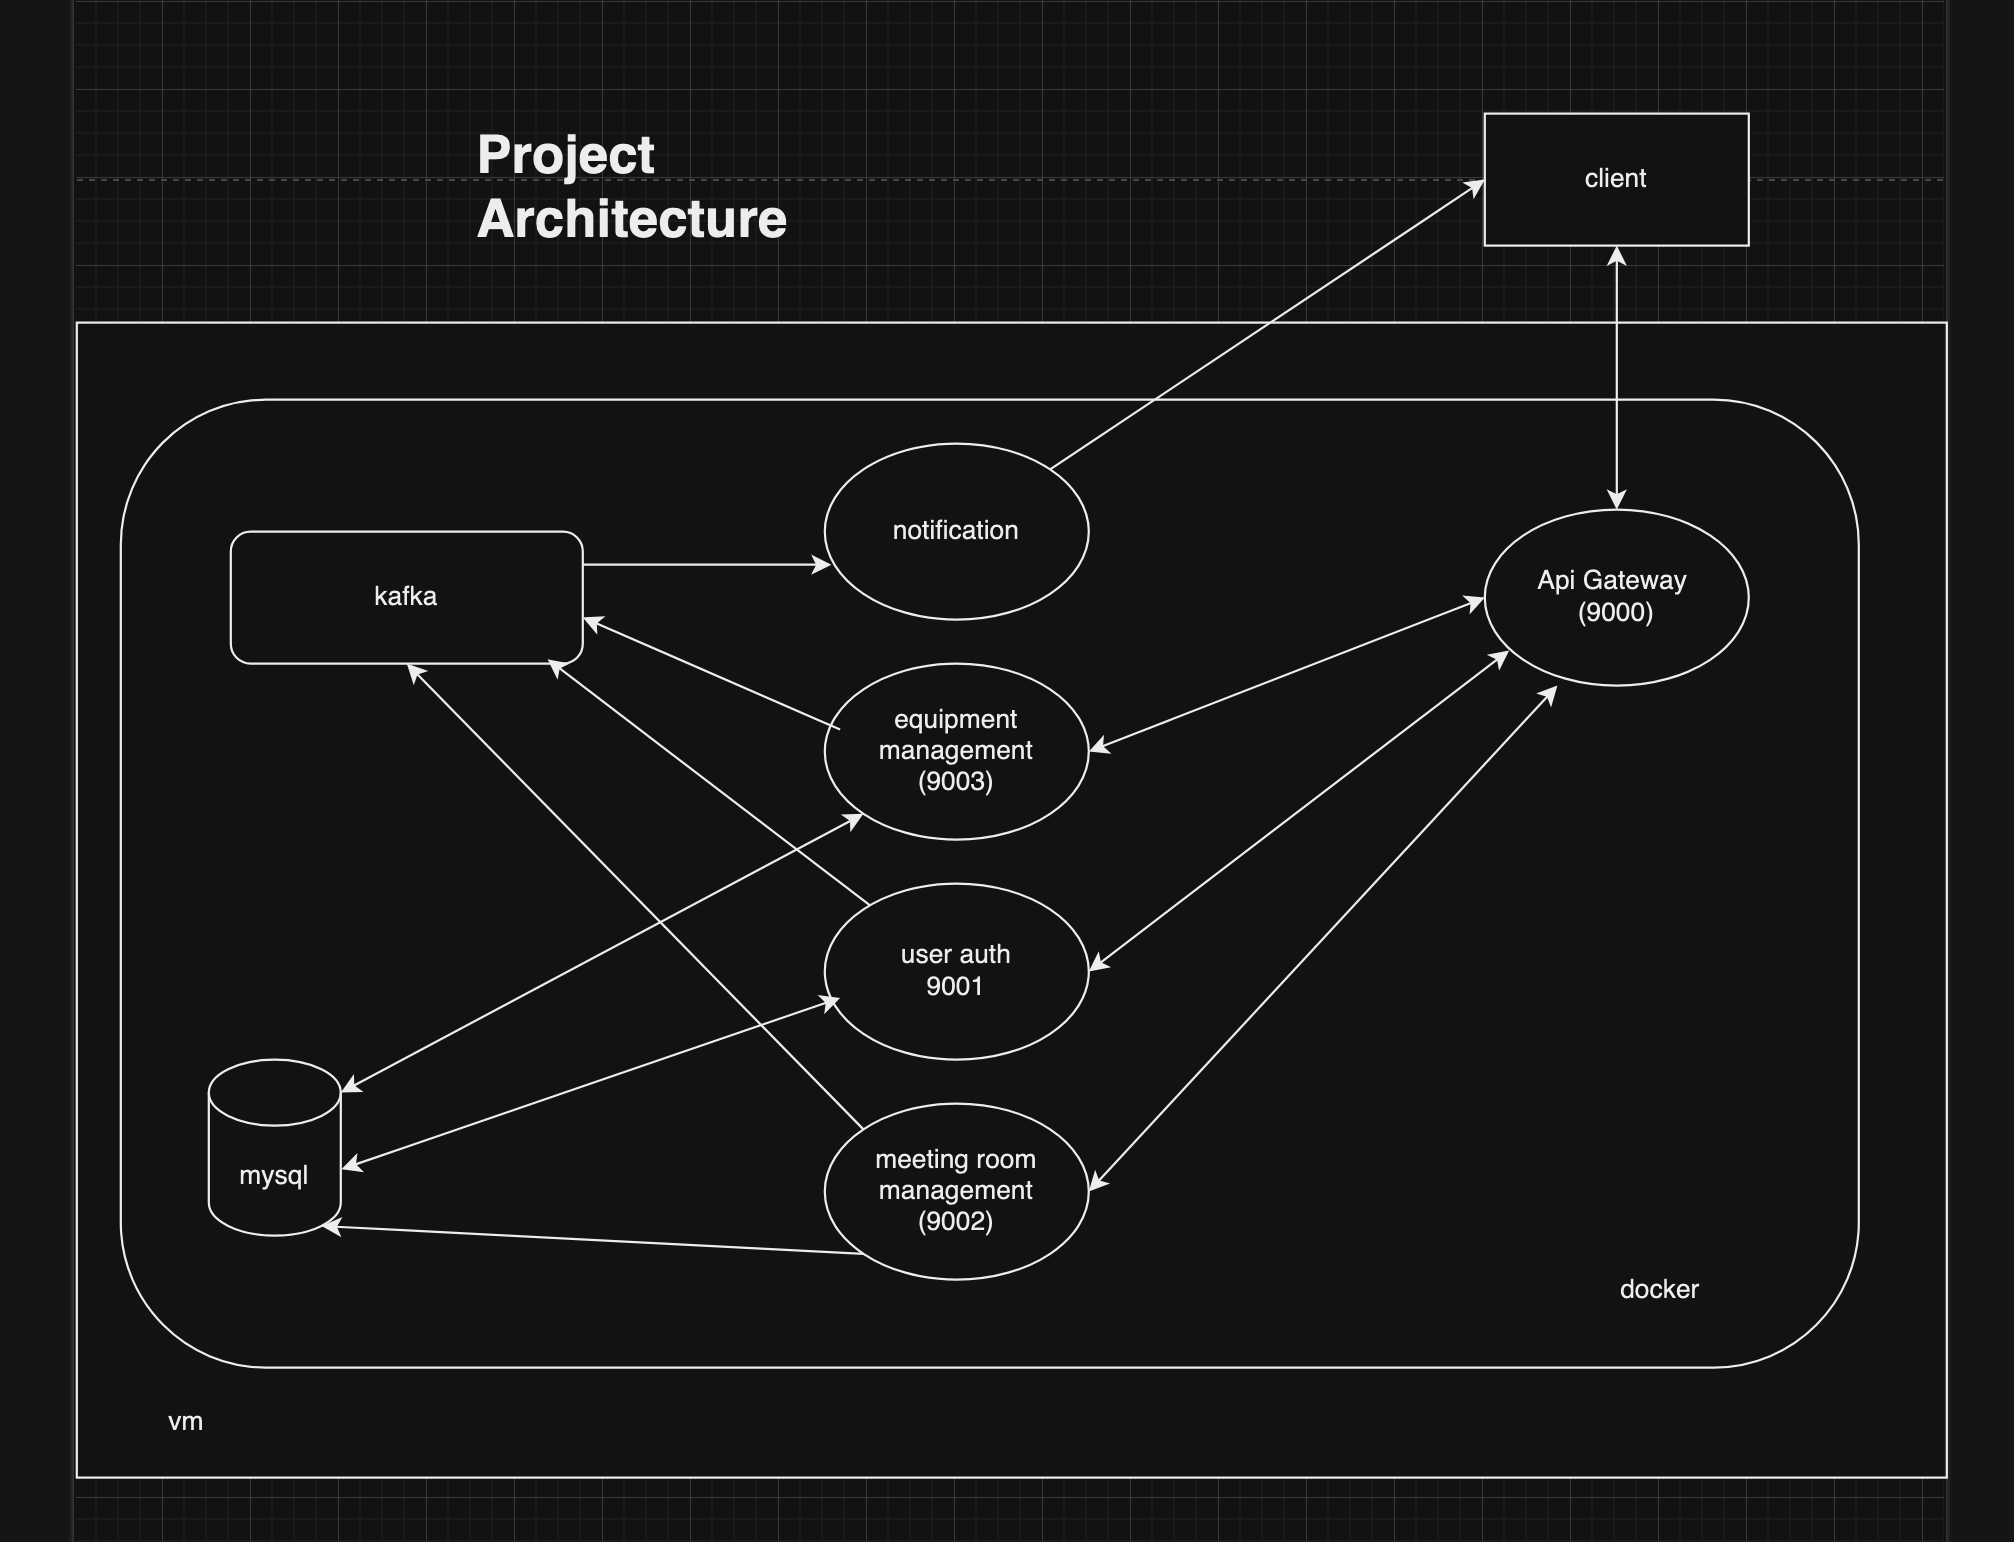 Project
Architecture
client
notification
kafka
Api Gateway
(9000)
equipment
management
(9003)
user auth
9001
meeting room
management
(9002)
mysql
docker
vm